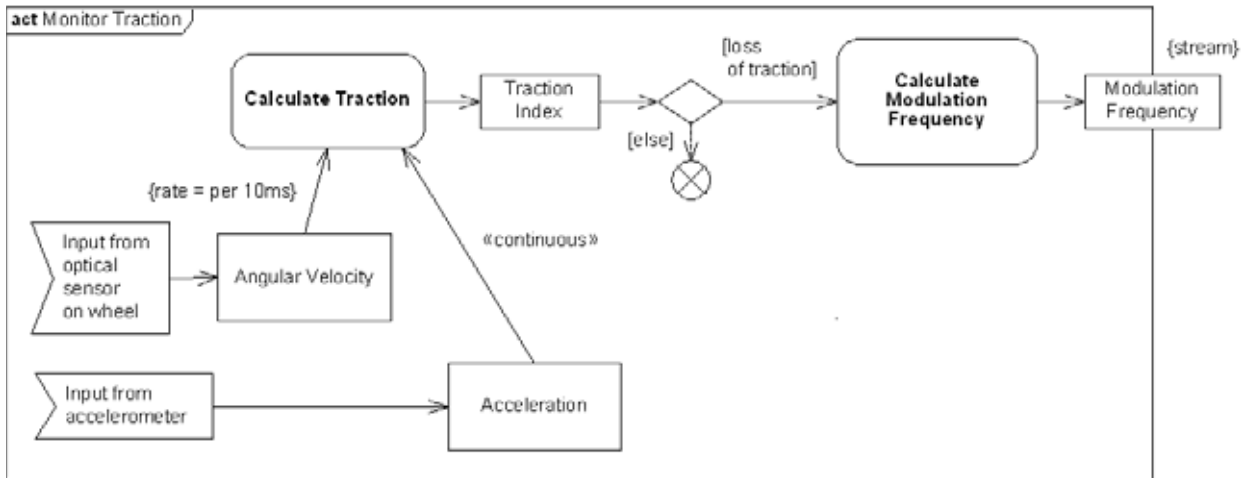 act Monitor Traction
{stream}
[loss
of traction]
Calculate Traction
Traction
Index
Calculate
Modulation
Frequency
Modulation
Frequency
[else]
{rate = per 10ms}
Input from
optical
sensor
on wheel
Angular Velocity
«continuous»
Input from
accelerometer
Acceleration